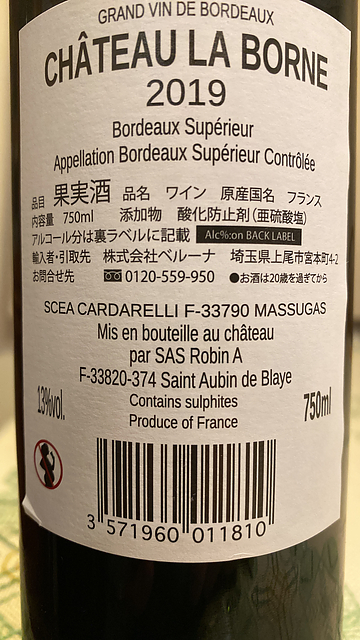 GRAND VIN DE BORDEAUX
CHÂTEAU LA BORNE
2019
Bordeaux Supérieur
Appellation Bordeaux Supérieur Contrôlée
品目 果実酒 品名 ワイン 原産国名 フランス
内容量 750ml 添加物 酸化防止剤(亜硫酸塩)
アルコール分は裏ラベルに記載 Alc%:on BACK LABEL
輸入者・引取先 株式会社ベルーナ 埼玉県上尾市宮本町4-2
お問合せ先 0120-559-950 ●お酒は20歳を過ぎてから
SCEA CARDARELLI F-33790 MASSUGAS
Mis en bouteille au château
par SAS Robin A
F-33820-374 Saint Aubin de Blaye
13%vol. Contains sulphites 750ml
Produce of France
3 571960 011810